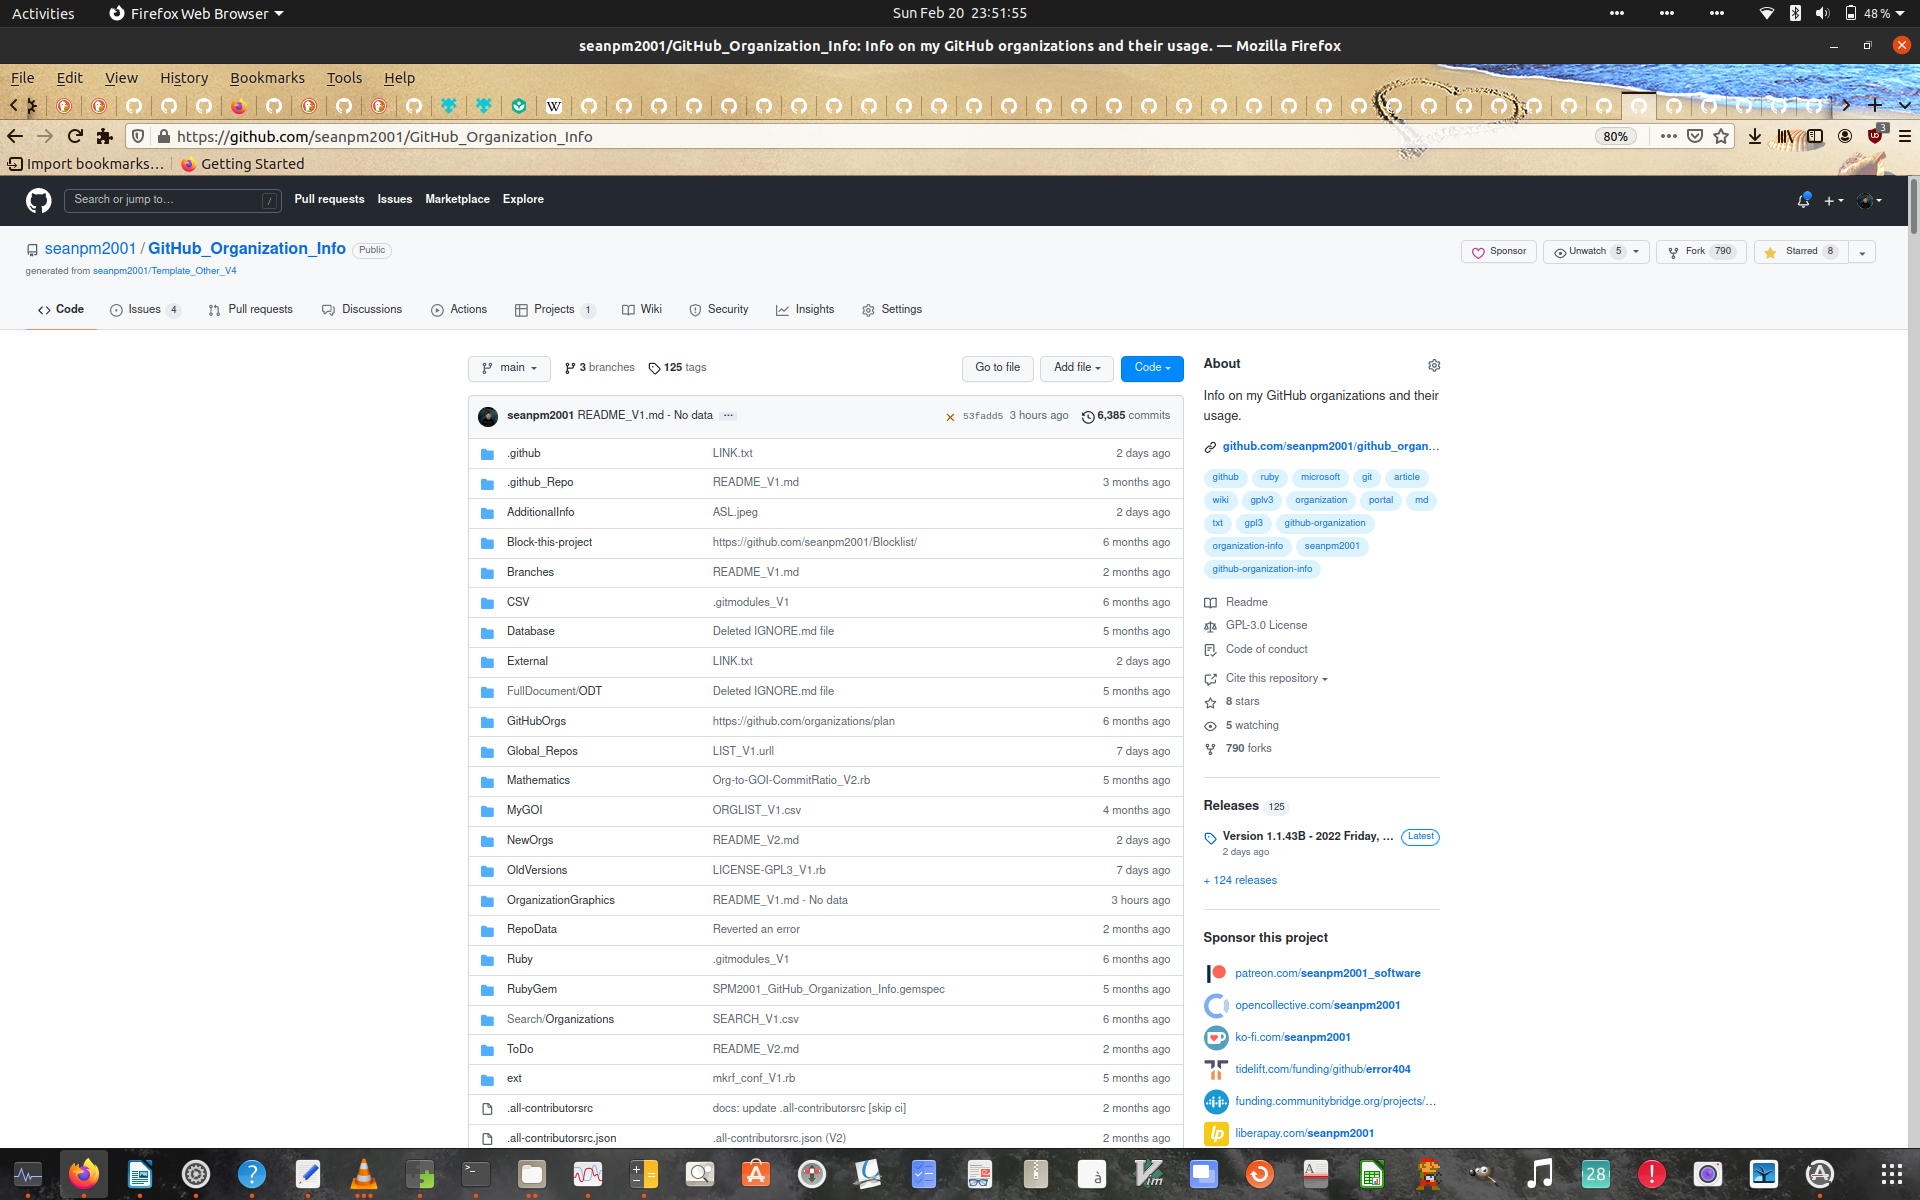 Activities
Firefox Web Browser
Sun Feb 20 23:51:55
48 %
seanpm2001/GitHub_Organization_Info: Info on my GitHub organizations and their usage. — Mozilla Firefox
File Edit View History Bookmarks Tools Help
W
https://github.com/seanpm2001/GitHub_Organization_Info
80%
3
Import bookmarks…
Getting Started
Search or jump to…
/
Pull requests Issues Marketplace Explore
seanpm2001 / GitHub_Organization_Info Public
Sponsor
Unwatch 5
Fork 790
Starred 8
generated from seanpm2001/Template_Other_V4
Code
Issues 4
Pull requests
Discussions
Actions
Projects 1
Wiki
Security
Insights
Settings
main
3 branches
125 tags
Go to file
Add file
Code
seanpm2001 README_V1.md - No data ...
53fadd5 3 hours ago
6,385 commits
.github LINK.txt 2 days ago
.github_Repo README_V1.md 3 months ago
AdditionalInfo ASL.jpeg 2 days ago
Block-this-project https://github.com/seanpm2001/Blocklist/ 6 months ago
Branches README_V1.md 2 months ago
CSV .gitmodules_V1 6 months ago
Database Deleted IGNORE.md file 5 months ago
External LINK.txt 2 days ago
FullDocument/ODT Deleted IGNORE.md file 5 months ago
GitHubOrgs https://github.com/organizations/plan 6 months ago
Global_Repos LIST_V1.urll 7 days ago
Mathematics Org-to-GOI-CommitRatio_V2.rb 5 months ago
MyGOI ORGLIST_V1.csv 4 months ago
NewOrgs README_V2.md 2 days ago
OldVersions LICENSE-GPL3_V1.rb 7 days ago
OrganizationGraphics README_V1.md - No data 3 hours ago
RepoData Reverted an error 2 months ago
Ruby .gitmodules_V1 6 months ago
RubyGem SPM2001_GitHub_Organization_Info.gemspec 5 months ago
Search/Organizations SEARCH_V1.csv 6 months ago
ToDo README_V2.md 2 months ago
ext mkrf_conf_V1.rb 5 months ago
.all-contributorsrc docs: update .all-contributorsrc [skip ci] 2 months ago
.all-contributorsrc.json .all-contributorsrc.json (V2) 2 months ago
About
Info on my GitHub organizations and their
usage.
github.com/seanpm2001/github_organ…
github ruby microsoft git article
wiki gplv3 organization portal md
txt gpl3 github-organization
organization-info seanpm2001
github-organization-info
Readme
GPL-3.0 License
Code of conduct
Cite this repository
8 stars
5 watching
790 forks
Releases 125
Version 1.1.43B - 2022 Friday, … Latest
2 days ago
+ 124 releases
Sponsor this project
patreon.com/seanpm2001_software
opencollective.com/seanpm2001
ko-fi.com/seanpm2001
tidelift.com/funding/github/error404
funding.communitybridge.org/projects/…
lp liberapay.com/seanpm2001
28